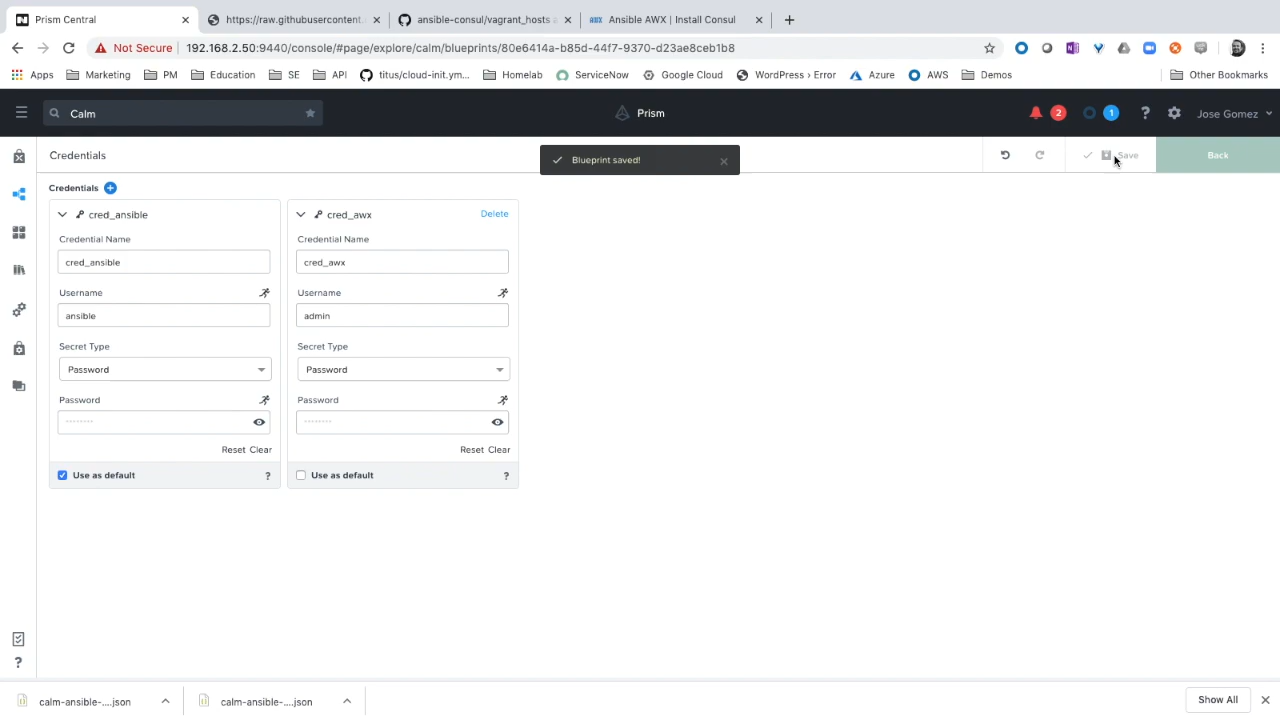 Prism Central
https://raw.githubusercontent.
ansible-consul/vagrant_hosts a
AWX Ansible AWX | Install Consul
Not Secure 192.168.2.50:9440/console/#page/explore/calm/blueprints/80e6414a-b85d-44f7-9370-d23ae8ceb1b8
Apps Marketing PM Education SE API titus/cloud-init.ym... Homelab ServiceNow Google Cloud WordPress › Error Azure AWS Demos Other Bookmarks
Calm Prism 2 1 ? Jose Gomez
Credentials Blueprint saved! Save Back
Credentials
cred_ansible
Credential Name
cred_ansible
Username
ansible
Secret Type
Password
Password
Reset Clear
Use as default ?
cred_awx Delete
Credential Name
cred_awx
Username
admin
Secret Type
Password
Password
Reset Clear
Use as default ?
?
calm-ansible-....json calm-ansible-....json Show All